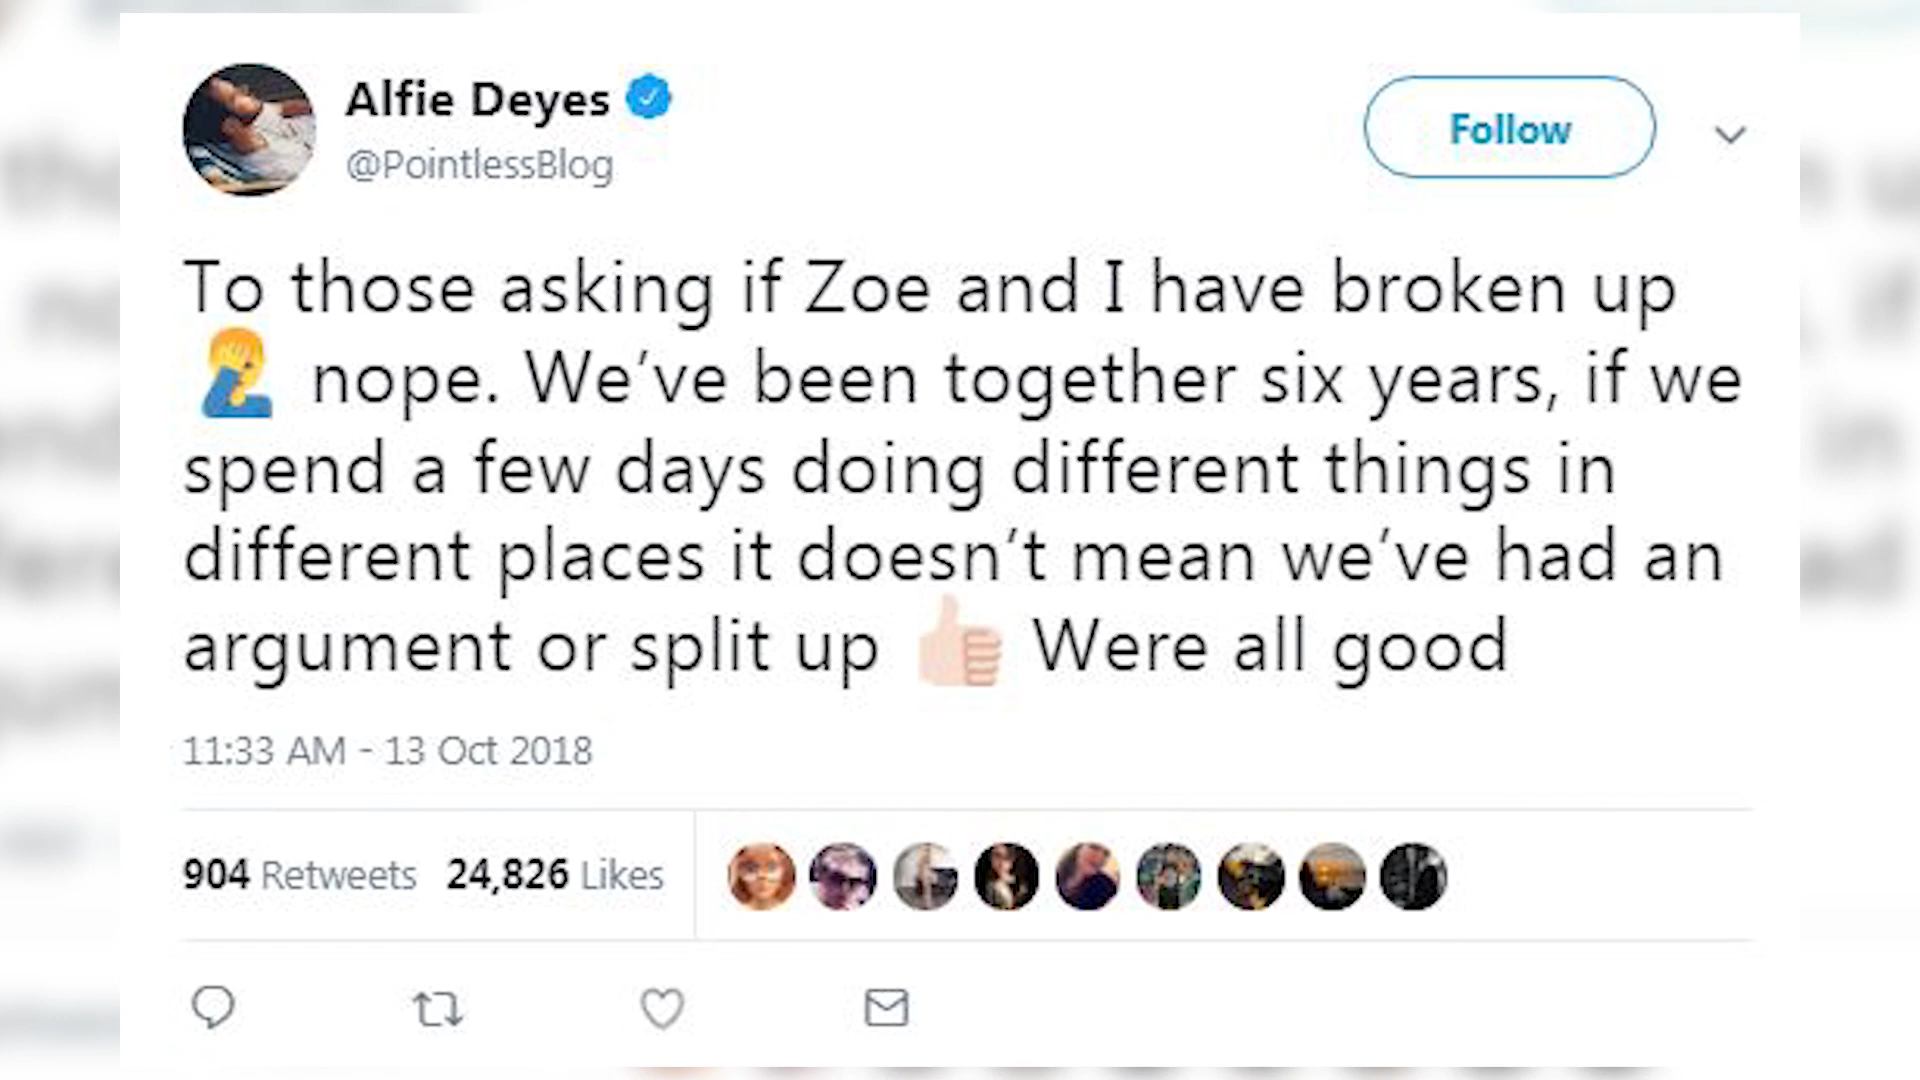 Alfie Deyes
@PointlessBlog
Follow
To those asking if Zoe and I have broken up
🤦‍♂️ nope. We’ve been together six years, if we
spend a few days doing different things in
different places it doesn’t mean we’ve had an
argument or split up 👍🏻 Were all good
11:33 AM - 13 Oct 2018
904 Retweets 24,826 Likes